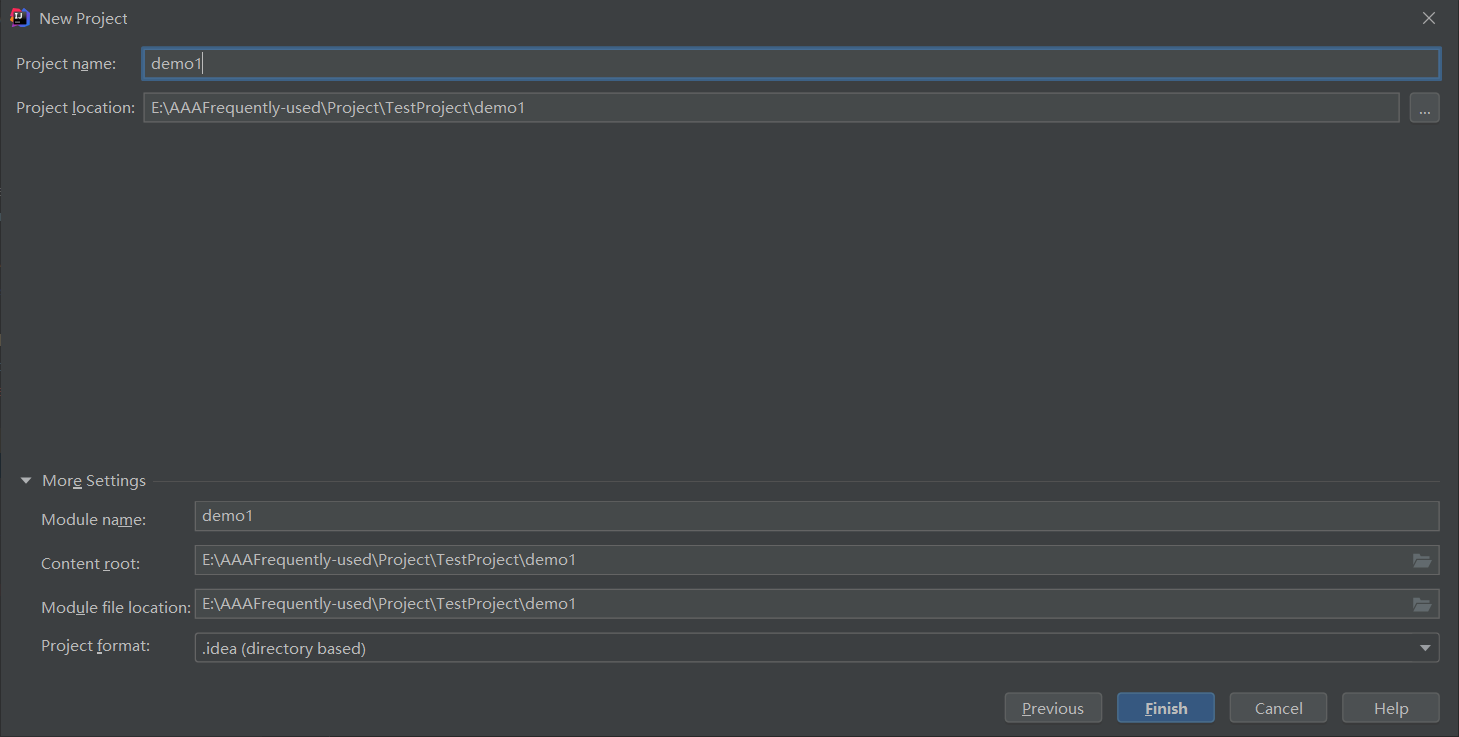 New Project
Project name: demo1
Project location: E:\AAAFrequently-used\Project\TestProject\demo1 ...
More Settings
Module name: demo1
Content root: E:\AAAFrequently-used\Project\TestProject\demo1
Module file location: E:\AAAFrequently-used\Project\TestProject\demo1
Project format: .idea (directory based)
Previous Finish Cancel Help